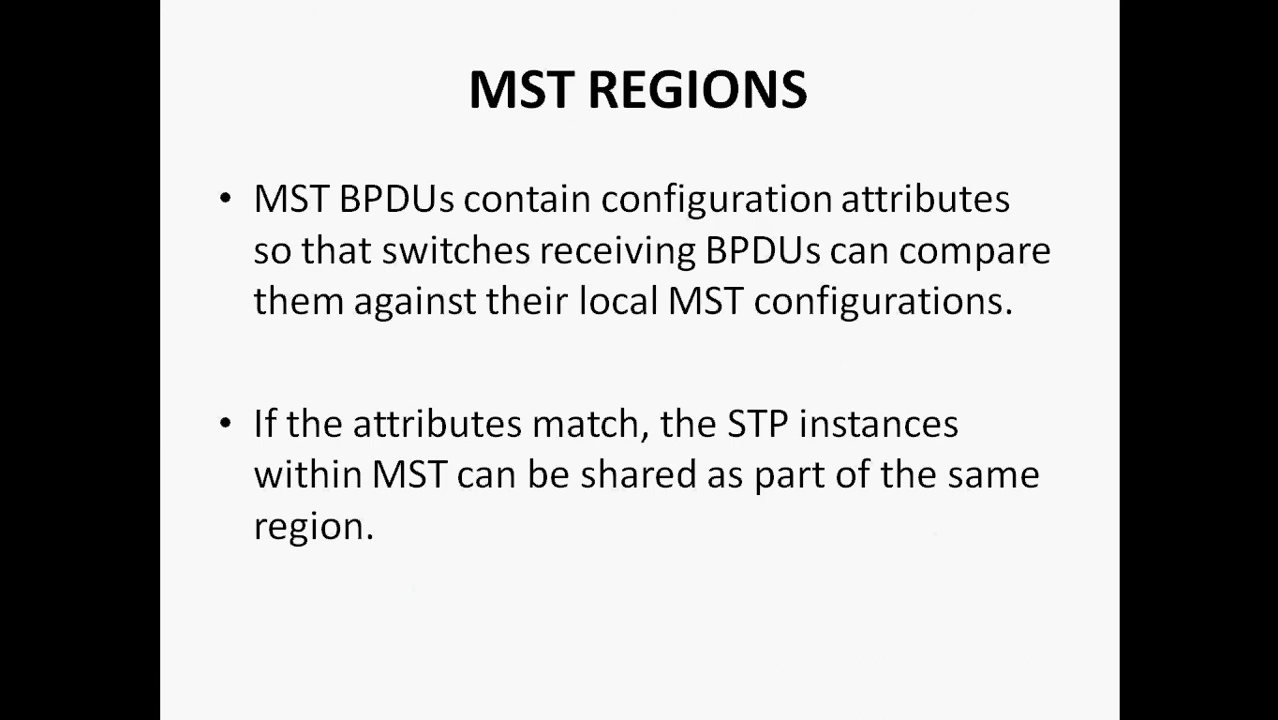 MST REGIONS
• MST BPDUs contain configuration attributes
so that switches receiving BPDUs can compare
them against their local MST configurations.
• If the attributes match, the STP instances
within MST can be shared as part of the same
region.